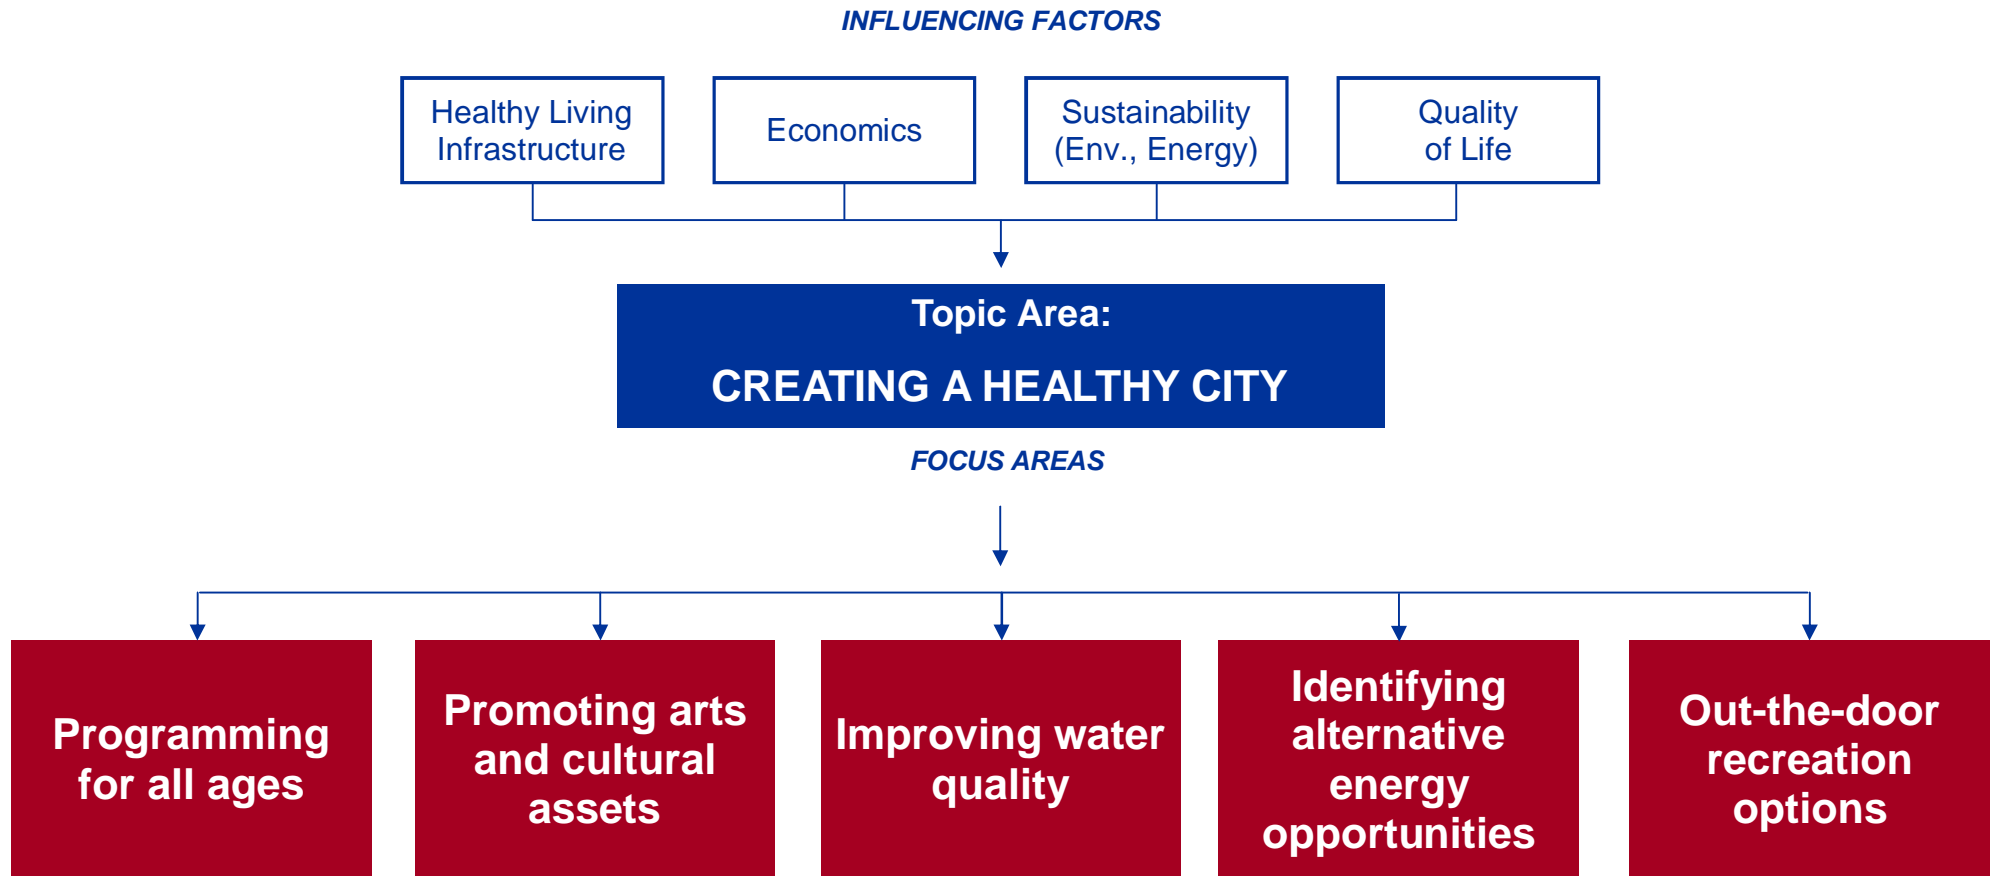 INFLUENCING FACTORS
Healthy Living
Infrastructure
Economics
Sustainability
(Env., Energy)
Quality
of Life
Topic Area:
CREATING A HEALTHY CITY
FOCUS AREAS
Programming
for all ages
Promoting arts
and cultural
assets
Improving water
quality
Identifying
alternative
energy
opportunities
Out-the-door
recreation
options